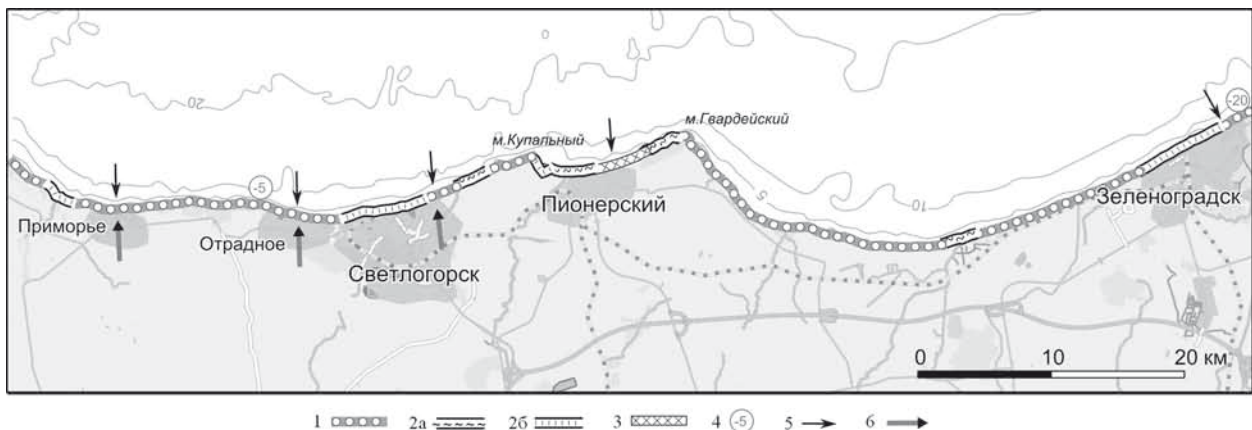 20
м.Гвардейский
-20
м.Купальный
-5
5
10
Зеленоградск
Пионерский
Приморье
Отрадное
Светлогорск
0 10 20 км
1 2а 2б 3 4 -5 5 6